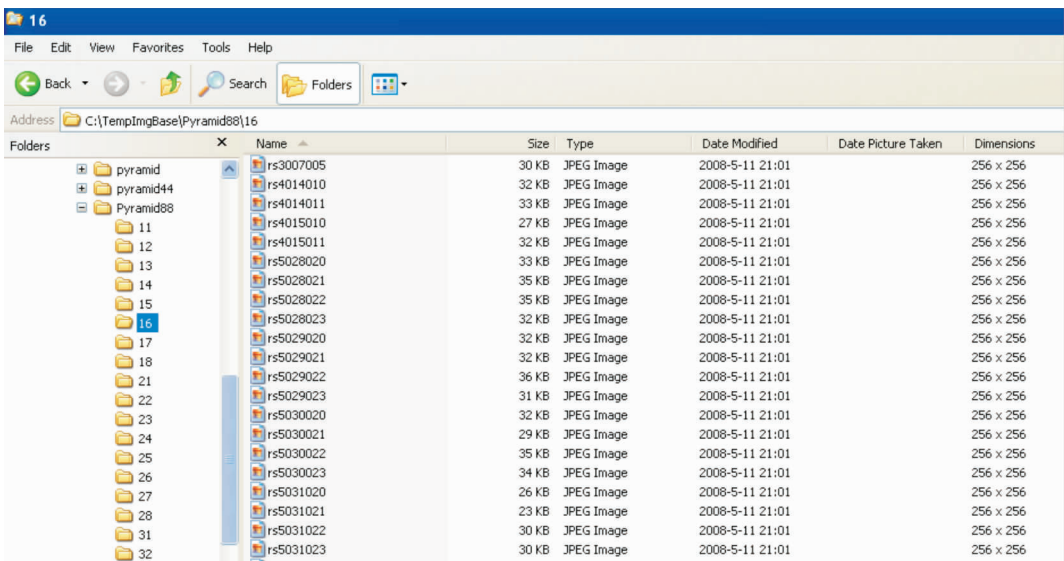 16
File Edit View Favorites Tools Help
Back Search Folders
Address C:\TempImgBase\Pyramid88\16
Folders × Name Size Type Date Modified Date Picture Taken Dimensions
pyramid rs3007005 30 KB JPEG Image 2008-5-11 21:01 256 x 256
pyramid44 rs4014010 32 KB JPEG Image 2008-5-11 21:01 256 x 256
Pyramid88 rs4014011 33 KB JPEG Image 2008-5-11 21:01 256 x 256
11 rs4015010 27 KB JPEG Image 2008-5-11 21:01 256 x 256
12 rs4015011 32 KB JPEG Image 2008-5-11 21:01 256 x 256
13 rs5028020 33 KB JPEG Image 2008-5-11 21:01 256 x 256
14 rs5028021 35 KB JPEG Image 2008-5-11 21:01 256 x 256
15 rs5028022 35 KB JPEG Image 2008-5-11 21:01 256 x 256
16 rs5028023 32 KB JPEG Image 2008-5-11 21:01 256 x 256
17 rs5029020 32 KB JPEG Image 2008-5-11 21:01 256 x 256
18 rs5029021 32 KB JPEG Image 2008-5-11 21:01 256 x 256
21 rs5029022 36 KB JPEG Image 2008-5-11 21:01 256 x 256
22 rs5029023 31 KB JPEG Image 2008-5-11 21:01 256 x 256
23 rs5030020 32 KB JPEG Image 2008-5-11 21:01 256 x 256
24 rs5030021 29 KB JPEG Image 2008-5-11 21:01 256 x 256
25 rs5030022 35 KB JPEG Image 2008-5-11 21:01 256 x 256
26 rs5030023 34 KB JPEG Image 2008-5-11 21:01 256 x 256
27 rs5031020 26 KB JPEG Image 2008-5-11 21:01 256 x 256
28 rs5031021 23 KB JPEG Image 2008-5-11 21:01 256 x 256
31 rs5031022 30 KB JPEG Image 2008-5-11 21:01 256 x 256
32 rs5031023 30 KB JPEG Image 2008-5-11 21:01 256 x 256